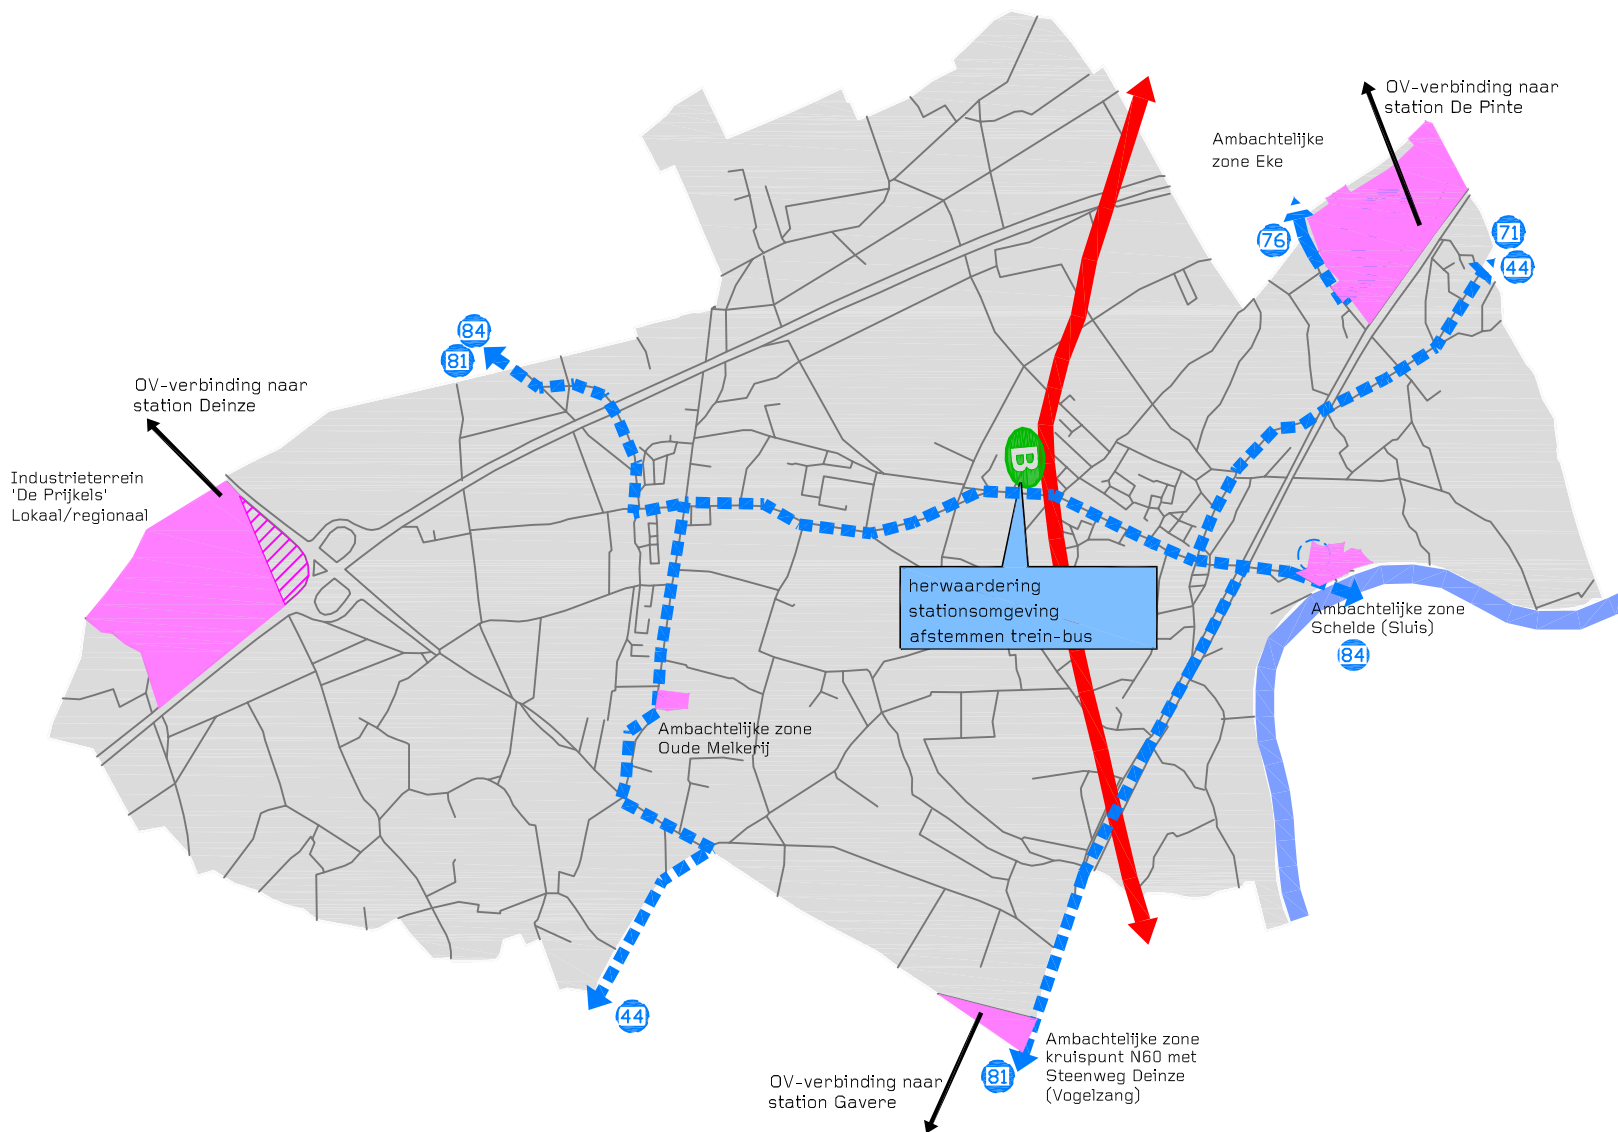 OV-verbinding naar
station De Pinte
Ambachtelijke
zone Eke
76
71
44
84
81
OV-verbinding naar
station Deinze
Industrieterrein
'De Prijkels'
Lokaal/regionaal
B
herwaardering
stationsomgeving
afstemmen trein-bus
Ambachtelijke zone
Schelde (Sluis)
84
Ambachtelijke zone
Oude Melkerij
44
Ambachtelijke zone
kruispunt N60 met
Steenweg Deinze
(Vogelzang)
81
OV-verbinding naar
station Gavere